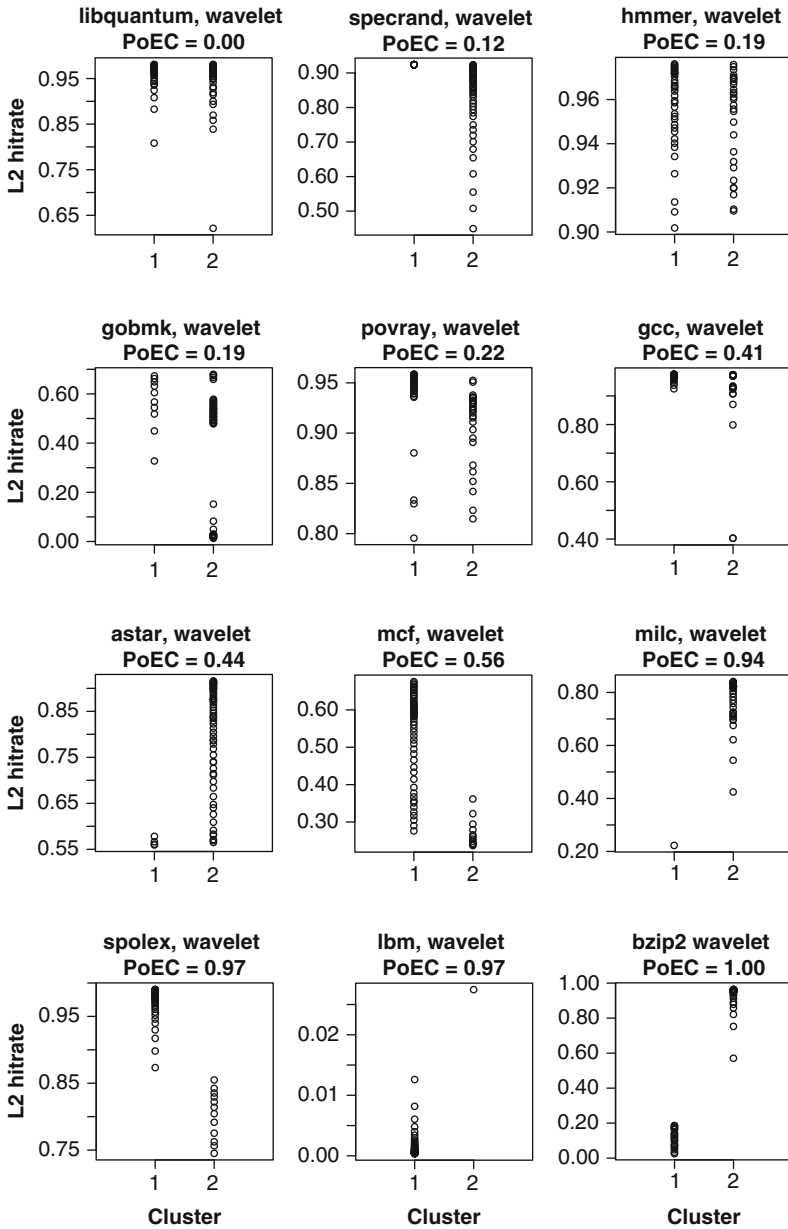 libquantum, wavelet
PoEC = 0.00
specrand, wavelet
PoEC = 0.12
hmmer, wavelet
PoEC = 0.19
L2 hitrate
0.95
0.85
0.75
0.65
1 2
0.90
0.80
0.70
0.60
0.50
1 2
0.96
0.94
0.92
0.90
1 2
gobmk, wavelet
PoEC = 0.19
povray, wavelet
PoEC = 0.22
gcc, wavelet
PoEC = 0.41
L2 hitrate
0.60
0.40
0.20
0.00
1 2
0.95
0.90
0.85
0.80
1 2
0.80
0.60
0.40
1 2
astar, wavelet
PoEC = 0.44
mcf, wavelet
PoEC = 0.56
milc, wavelet
PoEC = 0.94
L2 hitrate
0.85
0.75
0.65
0.55
1 2
0.60
0.50
0.40
0.30
1 2
0.80
0.60
0.40
0.20
1 2
spolex, wavelet
PoEC = 0.97
lbm, wavelet
PoEC = 0.97
bzip2 wavelet
PoEC = 1.00
L2 hitrate
0.95
0.85
0.75
1 2
Cluster
0.02
0.01
0.00
1 2
Cluster
1.00
0.80
0.60
0.40
0.20
0.00
1 2
Cluster